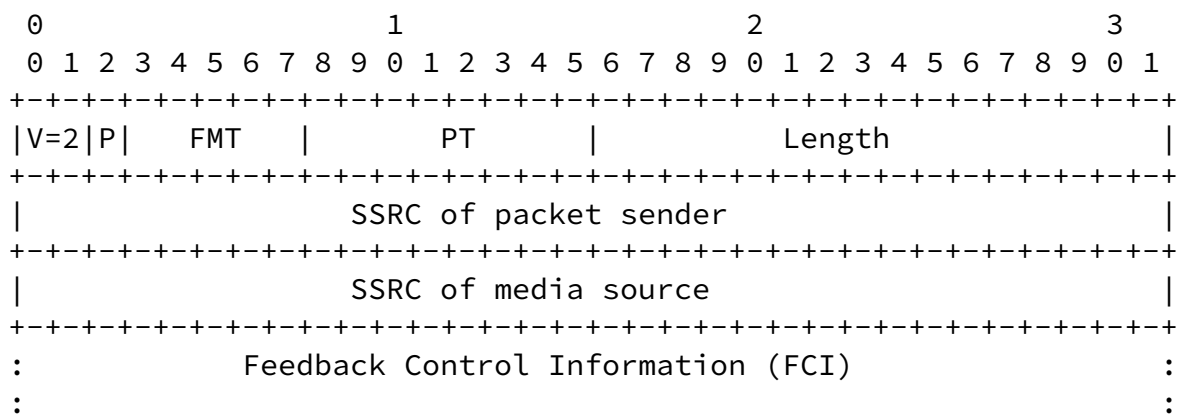 0                   1                   2                   3
 0 1 2 3 4 5 6 7 8 9 0 1 2 3 4 5 6 7 8 9 0 1 2 3 4 5 6 7 8 9 0 1
+-+-+-+-+-+-+-+-+-+-+-+-+-+-+-+-+-+-+-+-+-+-+-+-+-+-+-+-+-+-+-+-+
|V=2|P|   FMT   |       PT      |          Length               |
+-+-+-+-+-+-+-+-+-+-+-+-+-+-+-+-+-+-+-+-+-+-+-+-+-+-+-+-+-+-+-+-+
|                  SSRC of packet sender                        |
+-+-+-+-+-+-+-+-+-+-+-+-+-+-+-+-+-+-+-+-+-+-+-+-+-+-+-+-+-+-+-+-+
|                  SSRC of media source                         |
+-+-+-+-+-+-+-+-+-+-+-+-+-+-+-+-+-+-+-+-+-+-+-+-+-+-+-+-+-+-+-+-+
:            Feedback Control Information (FCI)                 :
:                                                               :